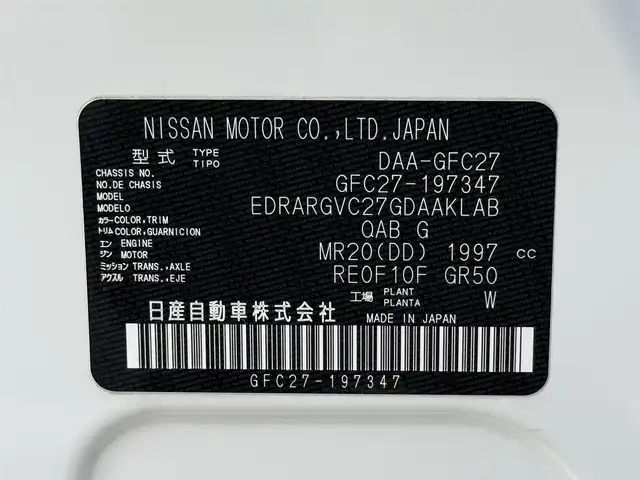 NISSAN MOTOR CO.,LTD.JAPAN
型式 TYPE TIPO DAA-GFC27
CHASSIS NO.
NO.DE CHASIS GFC27-197347
MODEL
MODELO EDRARGVC27GDAAKLAB
カラー COLOR,TRIM
トリム COLOR,GUARNICION QAB G
エン ENGINE
ジン MOTOR MR20(DD) 1997 cc
ミッション TRANS.,AXLE
アクスル TRANS.,EJE RE0F10F GR50
工場 PLANT PLANTA W
日産自動車株式会社 MADE IN JAPAN
GFC27-197347